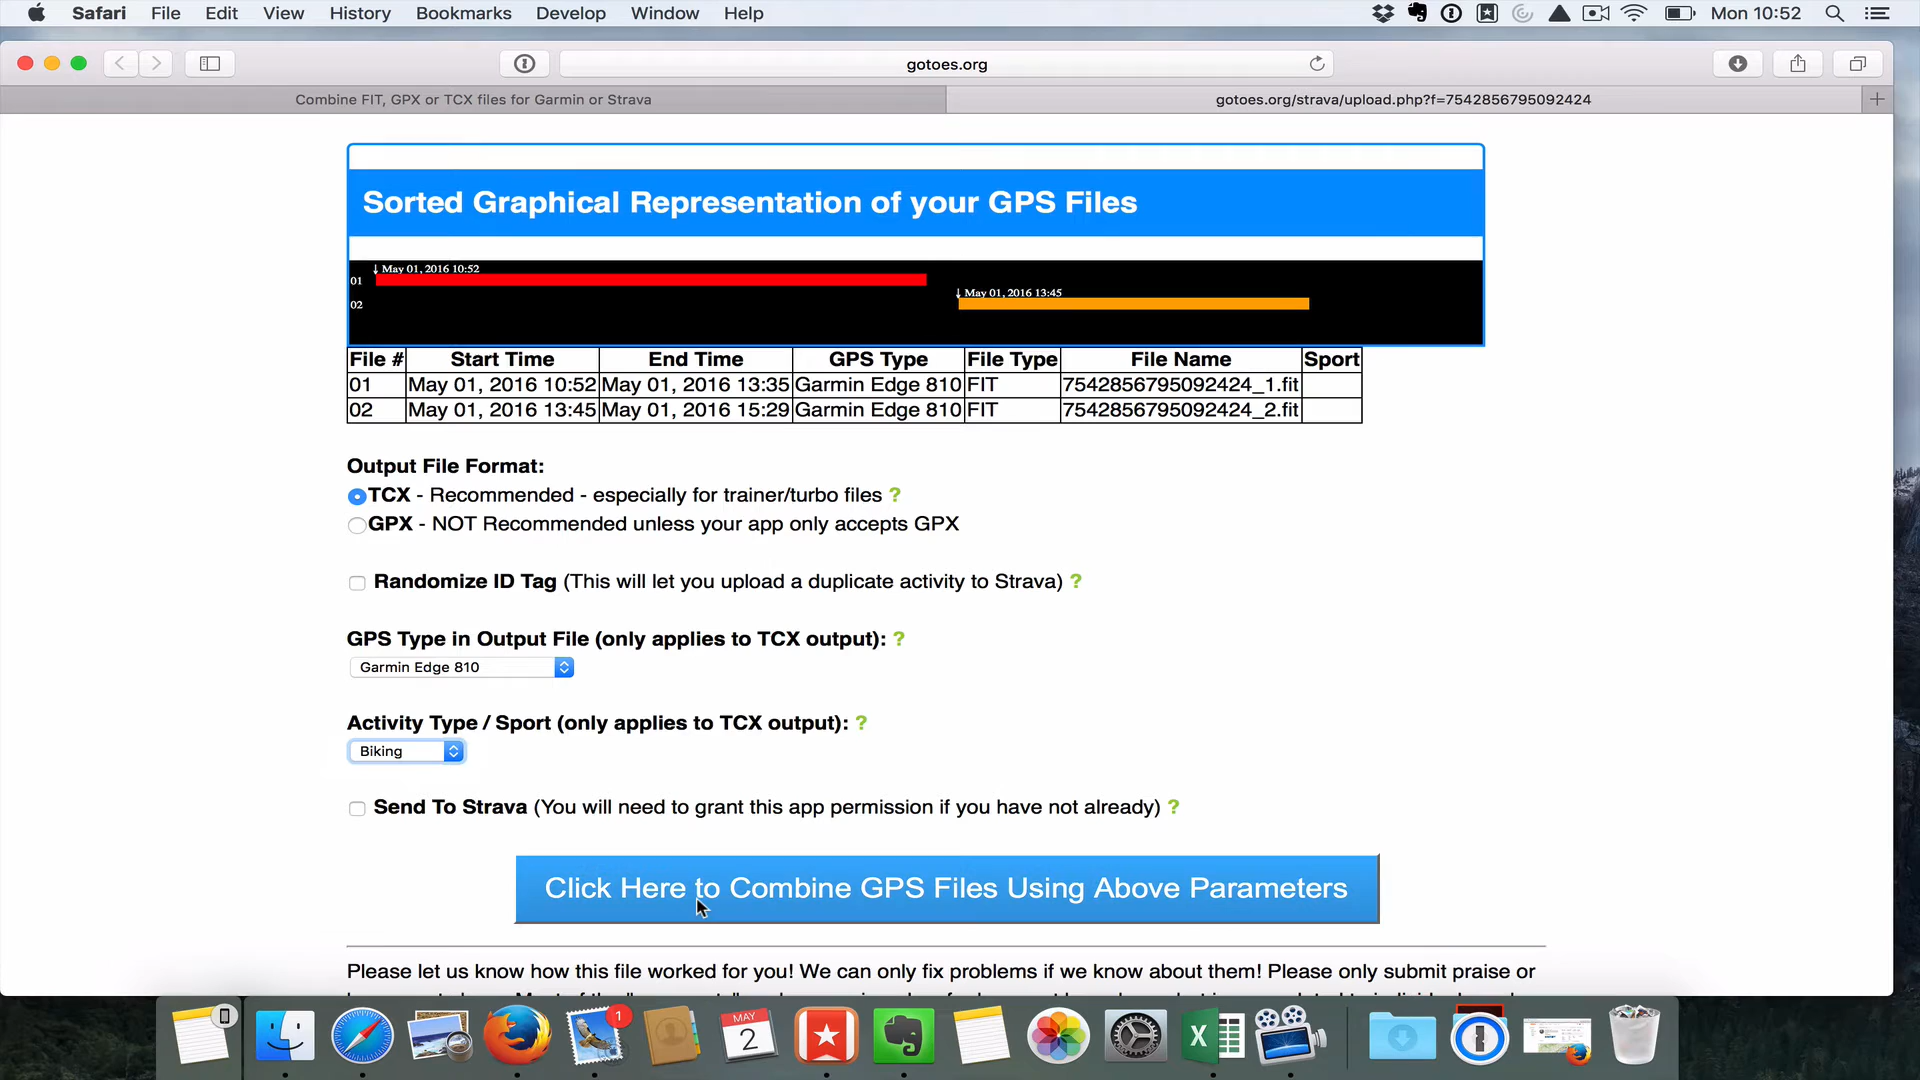 Safari File Edit View History Bookmarks Develop Window Help Mon 10:52
gotoes.org
Combine FIT, GPX or TCX files for Garmin or Strava gotoes.org/strava/upload.php?f=7542856795092424
Sorted Graphical Representation of your GPS Files
↓ May 01, 2016 10:52
01
↓ May 01, 2016 13:45
02
File # Start Time End Time GPS Type File Type File Name Sport
01 May 01, 2016 10:52 May 01, 2016 13:35 Garmin Edge 810 FIT 7542856795092424_1.fit
02 May 01, 2016 13:45 May 01, 2016 15:29 Garmin Edge 810 FIT 7542856795092424_2.fit
Output File Format:
TCX - Recommended - especially for trainer/turbo files ?
GPX - NOT Recommended unless your app only accepts GPX
Randomize ID Tag (This will let you upload a duplicate activity to Strava) ?
GPS Type in Output File (only applies to TCX output): ?
Garmin Edge 810
Activity Type / Sport (only applies to TCX output): ?
Biking
Send To Strava (You will need to grant this app permission if you have not already) ?
Click Here to Combine GPS Files Using Above Parameters
Please let us know how this file worked for you! We can only fix problems if we know about them! Please only submit praise or
1
MAY
2